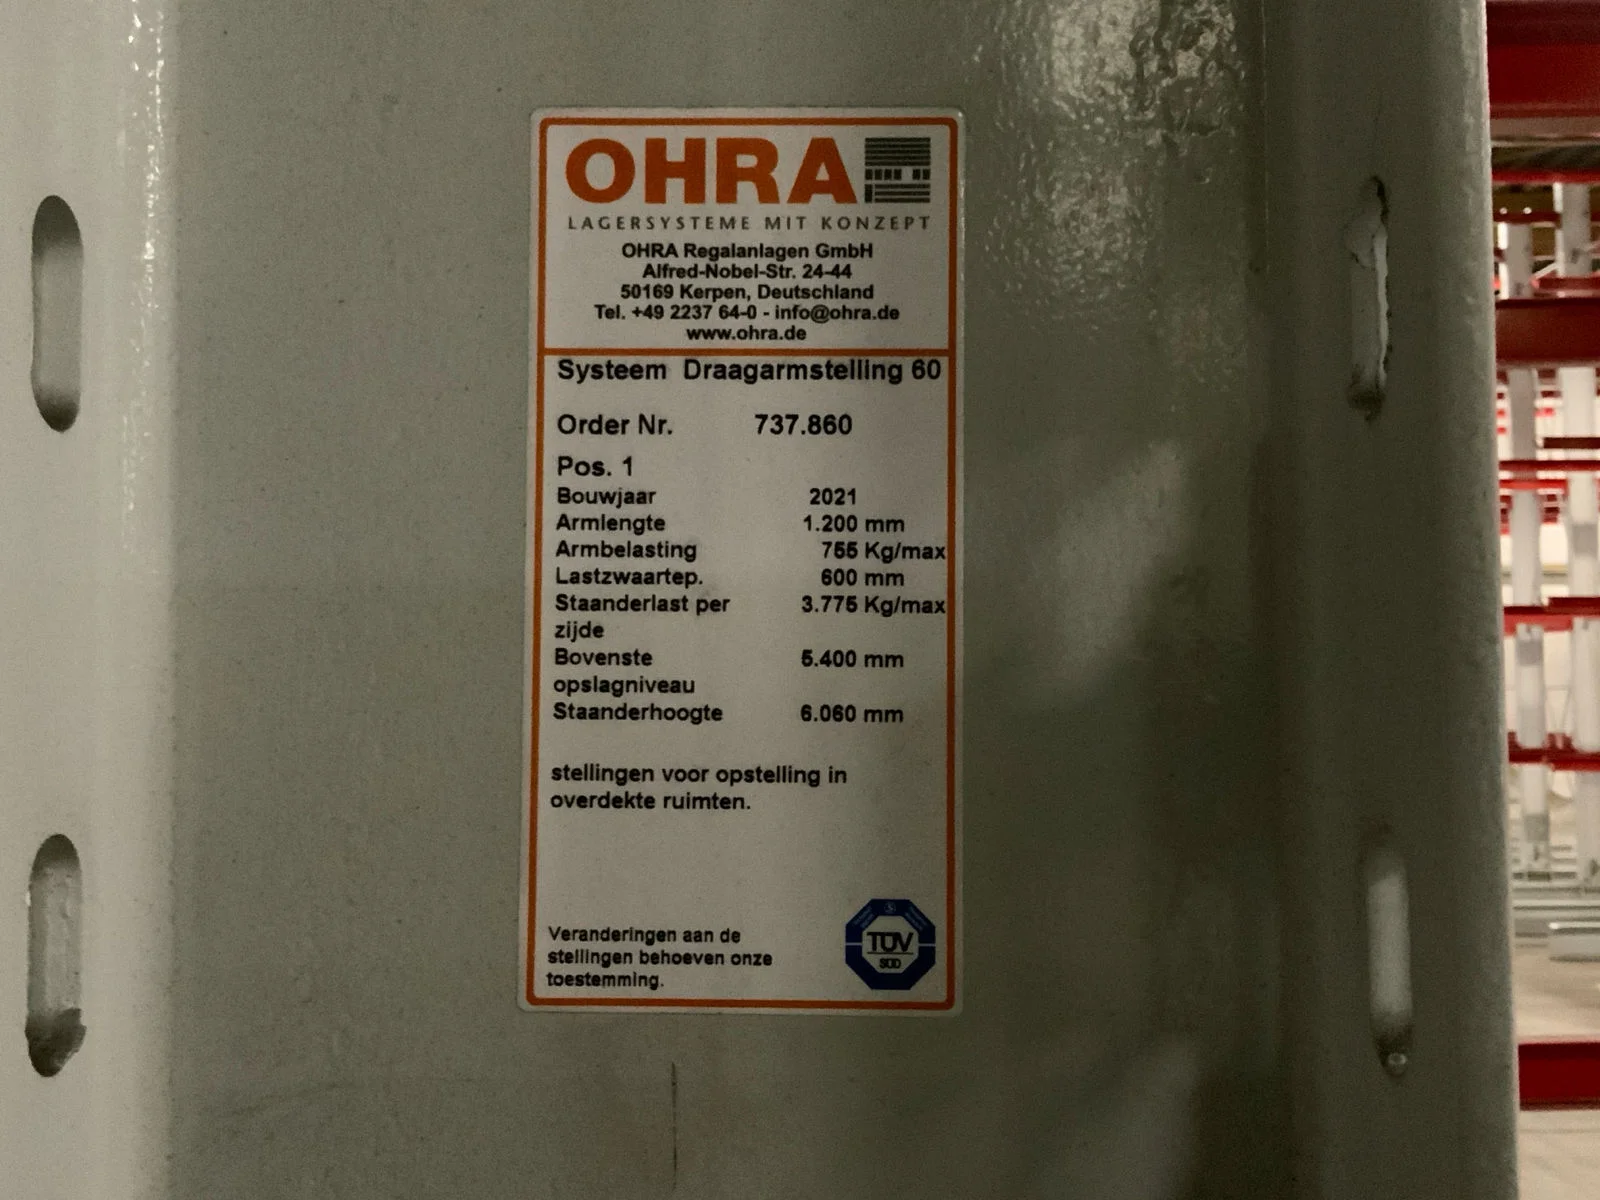 OHRA
LAGERSYSTEME MIT KONZEPT
OHRA Regalanlagen GmbH
Alfred-Nobel-Str. 24-44
50169 Kerpen, Deutschland
Tel. +49 2237 64-0 - info@ohra.de
www.ohra.de
Systeem Draagarmstelling 60
Order Nr. 737.860
Pos. 1
Bouwjaar 2021
Armlengte 1.200 mm
Armbelasting 755 Kg/max
Lastzwaartep. 600 mm
Staanderlast per 3.775 Kg/max
zijde
Bovenste 5.400 mm
opslagniveau
Staanderhoogte 6.060 mm
stellingen voor opstelling in
overdekte ruimten.
Veranderingen aan de
stellingen behoeven onze
toestemming.
TÜV
SÜD